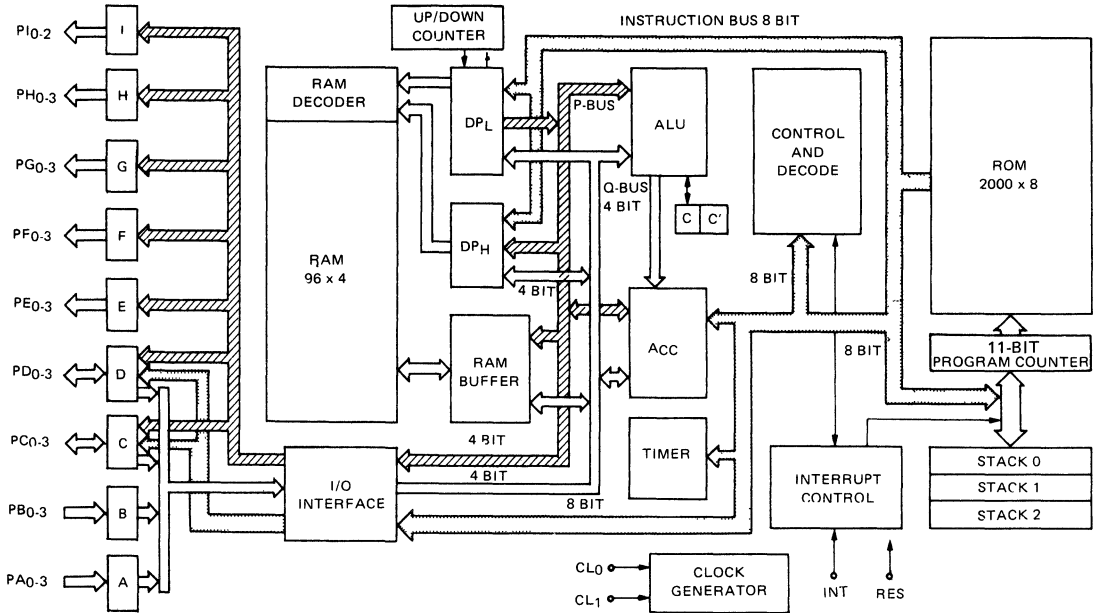 PI0-2
I
PH0-3
H
PG0-3
G
PF0-3
F
PE0-3
E
PD0-3
D
PC0-3
C
PB0-3
B
PA0-3
A
UP/DOWN
COUNTER
RAM
DECODER
RAM
96 x 4
DPL
DPH
4 BIT
RAM
BUFFER
4 BIT
4 BIT
I/O
INTERFACE
8 BIT
INSTRUCTION BUS 8 BIT
P-BUS
ALU
Q-BUS
4 BIT
C C'
ACC
TIMER
CONTROL
AND
DECODE
8 BIT
8 BIT
ROM
2000 x 8
11-BIT
PROGRAM COUNTER
STACK 0
STACK 1
STACK 2
INTERRUPT
CONTROL
INT
RES
CL0
CL1
CLOCK
GENERATOR